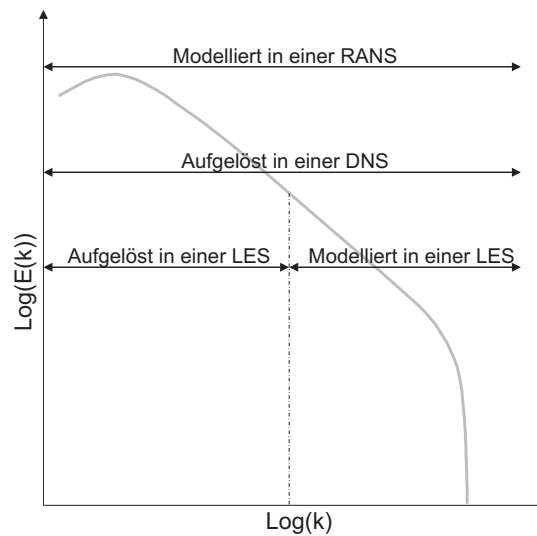 Modelliert in einer RANS
Aufgelöst in einer DNS
Aufgelöst in einer LES
Modelliert in einer LES
Log(E(k))
Log(k)